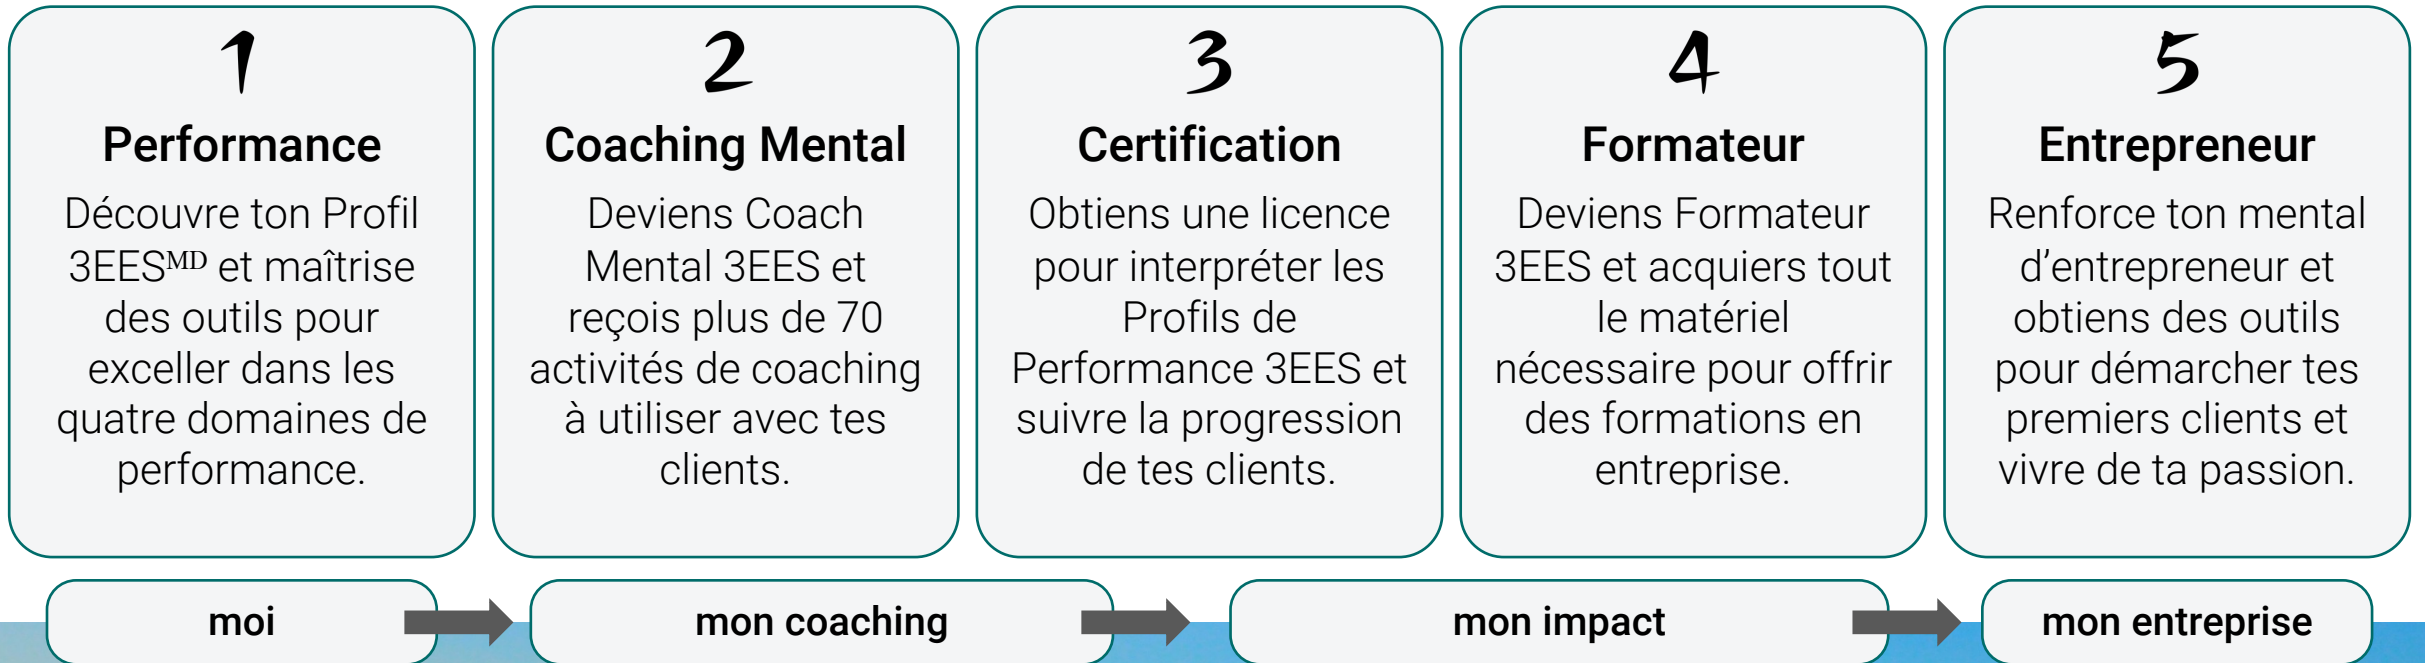 1
Performance
Découvre ton Profil
3EESᴹᴰ et maîtrise
des outils pour
exceller dans les
quatre domaines de
performance.
2
Coaching Mental
Deviens Coach
Mental 3EES et
reçois plus de 70
activités de coaching
à utiliser avec tes
clients.
3
Certification
Obtiens une licence
pour interpréter les
Profils de
Performance 3EES et
suivre la progression
de tes clients.
4
Formateur
Deviens Formateur
3EES et acquiers tout
le matériel
nécessaire pour offrir
des formations en
entreprise.
5
Entrepreneur
Renforce ton mental
d’entrepreneur et
obtiens des outils
pour démarcher tes
premiers clients et
vivre de ta passion.
moi
mon coaching
mon impact
mon entreprise